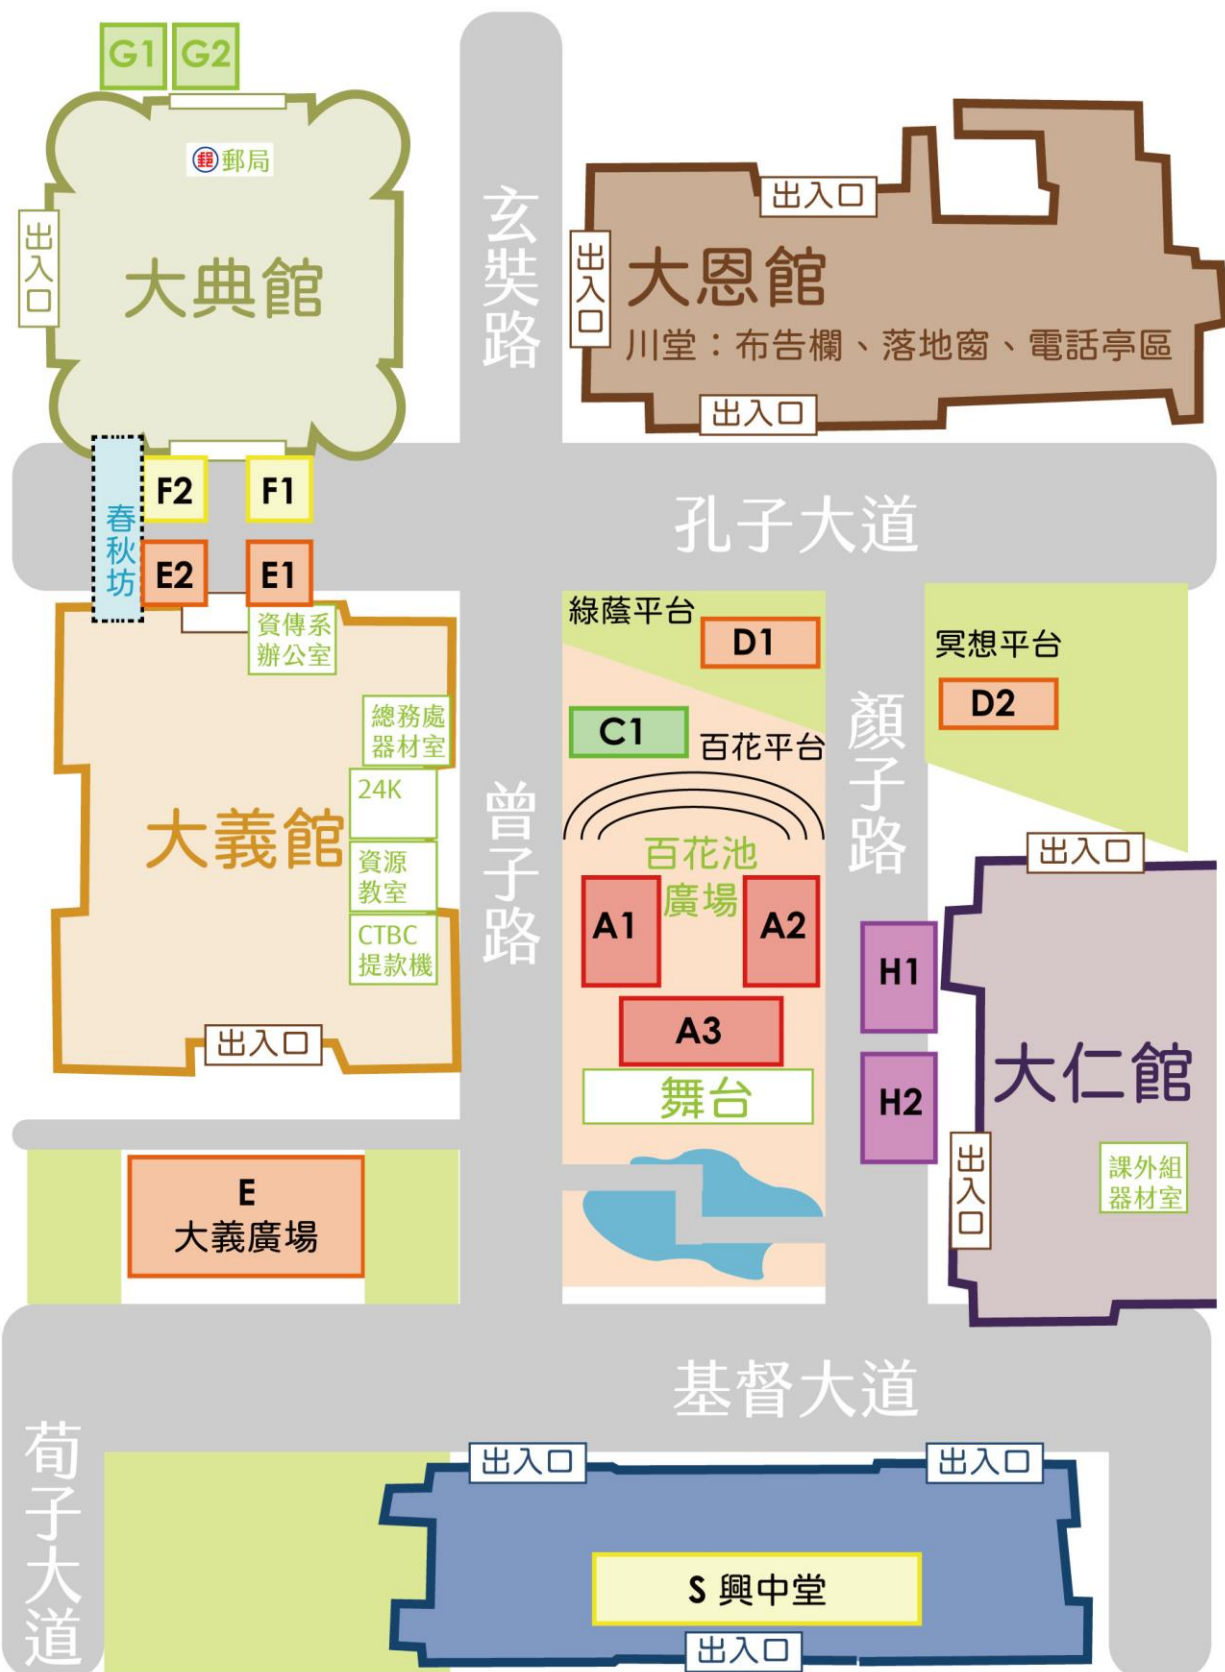 G1
G2
郵
郵局
出入口
大典館
玄奘路
出入口
出入口
大恩館
川堂：布告欄、落地窗、電話亭區
出入口
F2
F1
春秋坊
孔子大道
E2
E1
資傳系
辦公室
綠蔭平台
D1
冥想平台
D2
總務處
器材室
24K
大義館
資源
教室
CTBC
提款機
出入口
曾子路
C1
百花平台
顏子路
百花池
廣場
A1
A2
A3
舞台
出入口
H1
H2
大仁館
出入口
課外組
器材室
E
大義廣場
基督大道
荀子大道
出入口
出入口
S 興中堂
出入口